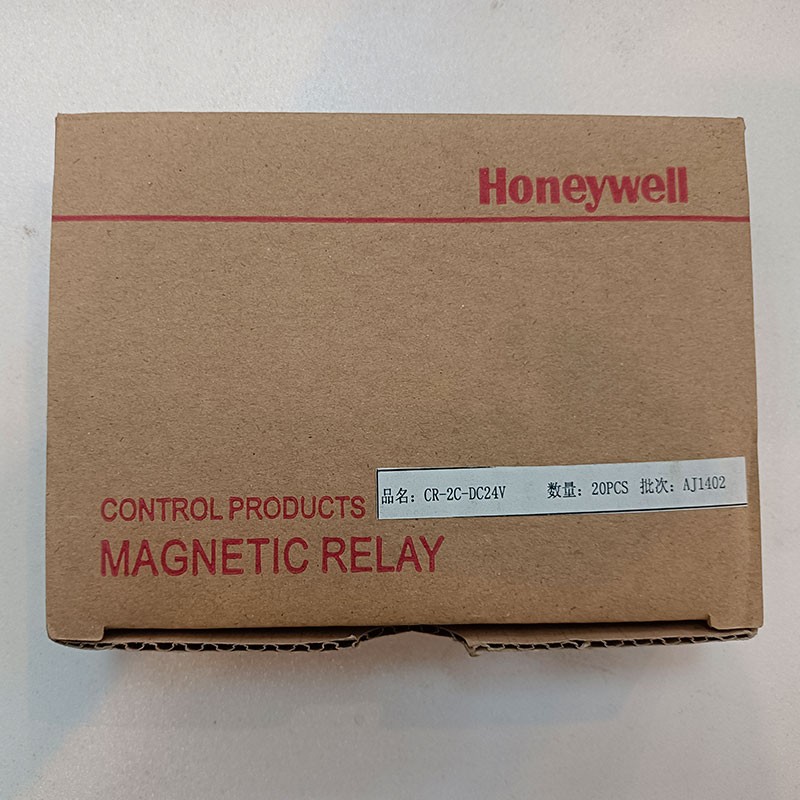 Honeywell
品名：CR-2C-DC24V 数量：20PCS 批次：AJ1402
CONTROL PRODUCTS
MAGNETIC RELAY